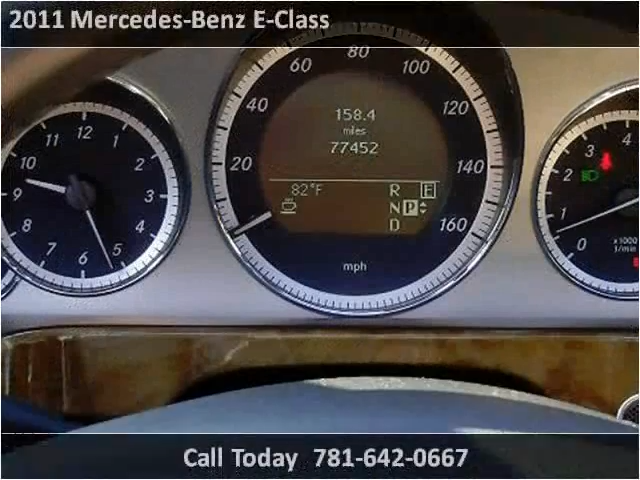 2011 Mercedes-Benz E-Class
12
11 1
10 2
9 3
8 4
7 5
6
80
60 100
40 120
20 140
160
158.4
miles
77452
82°F R E
N P
D
mph
4
3
2
1
0
x1000
1/min
Call Today 781-642-0667